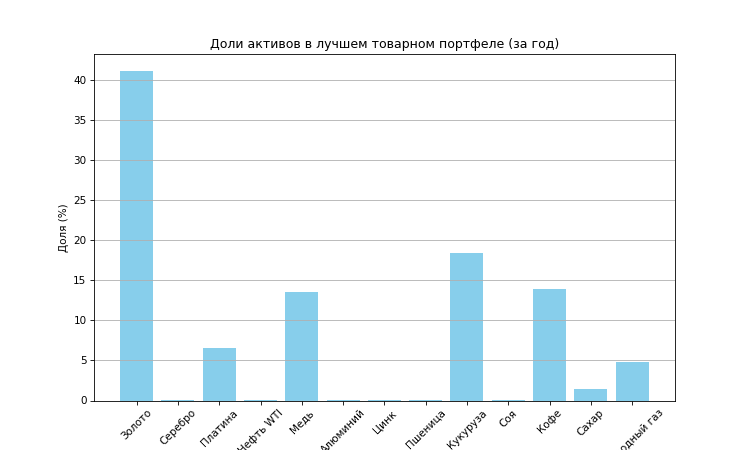 Доли активов в лучшем товарном портфеле (за год)
Доля (%)
40
35
30
25
20
15
10
5
0
Золото
Серебро
Платина
Нефть WTI
Медь
Алюминий
Цинк
Пшеница
Кукуруза
Соя
Кофе
Сахар
одный газ